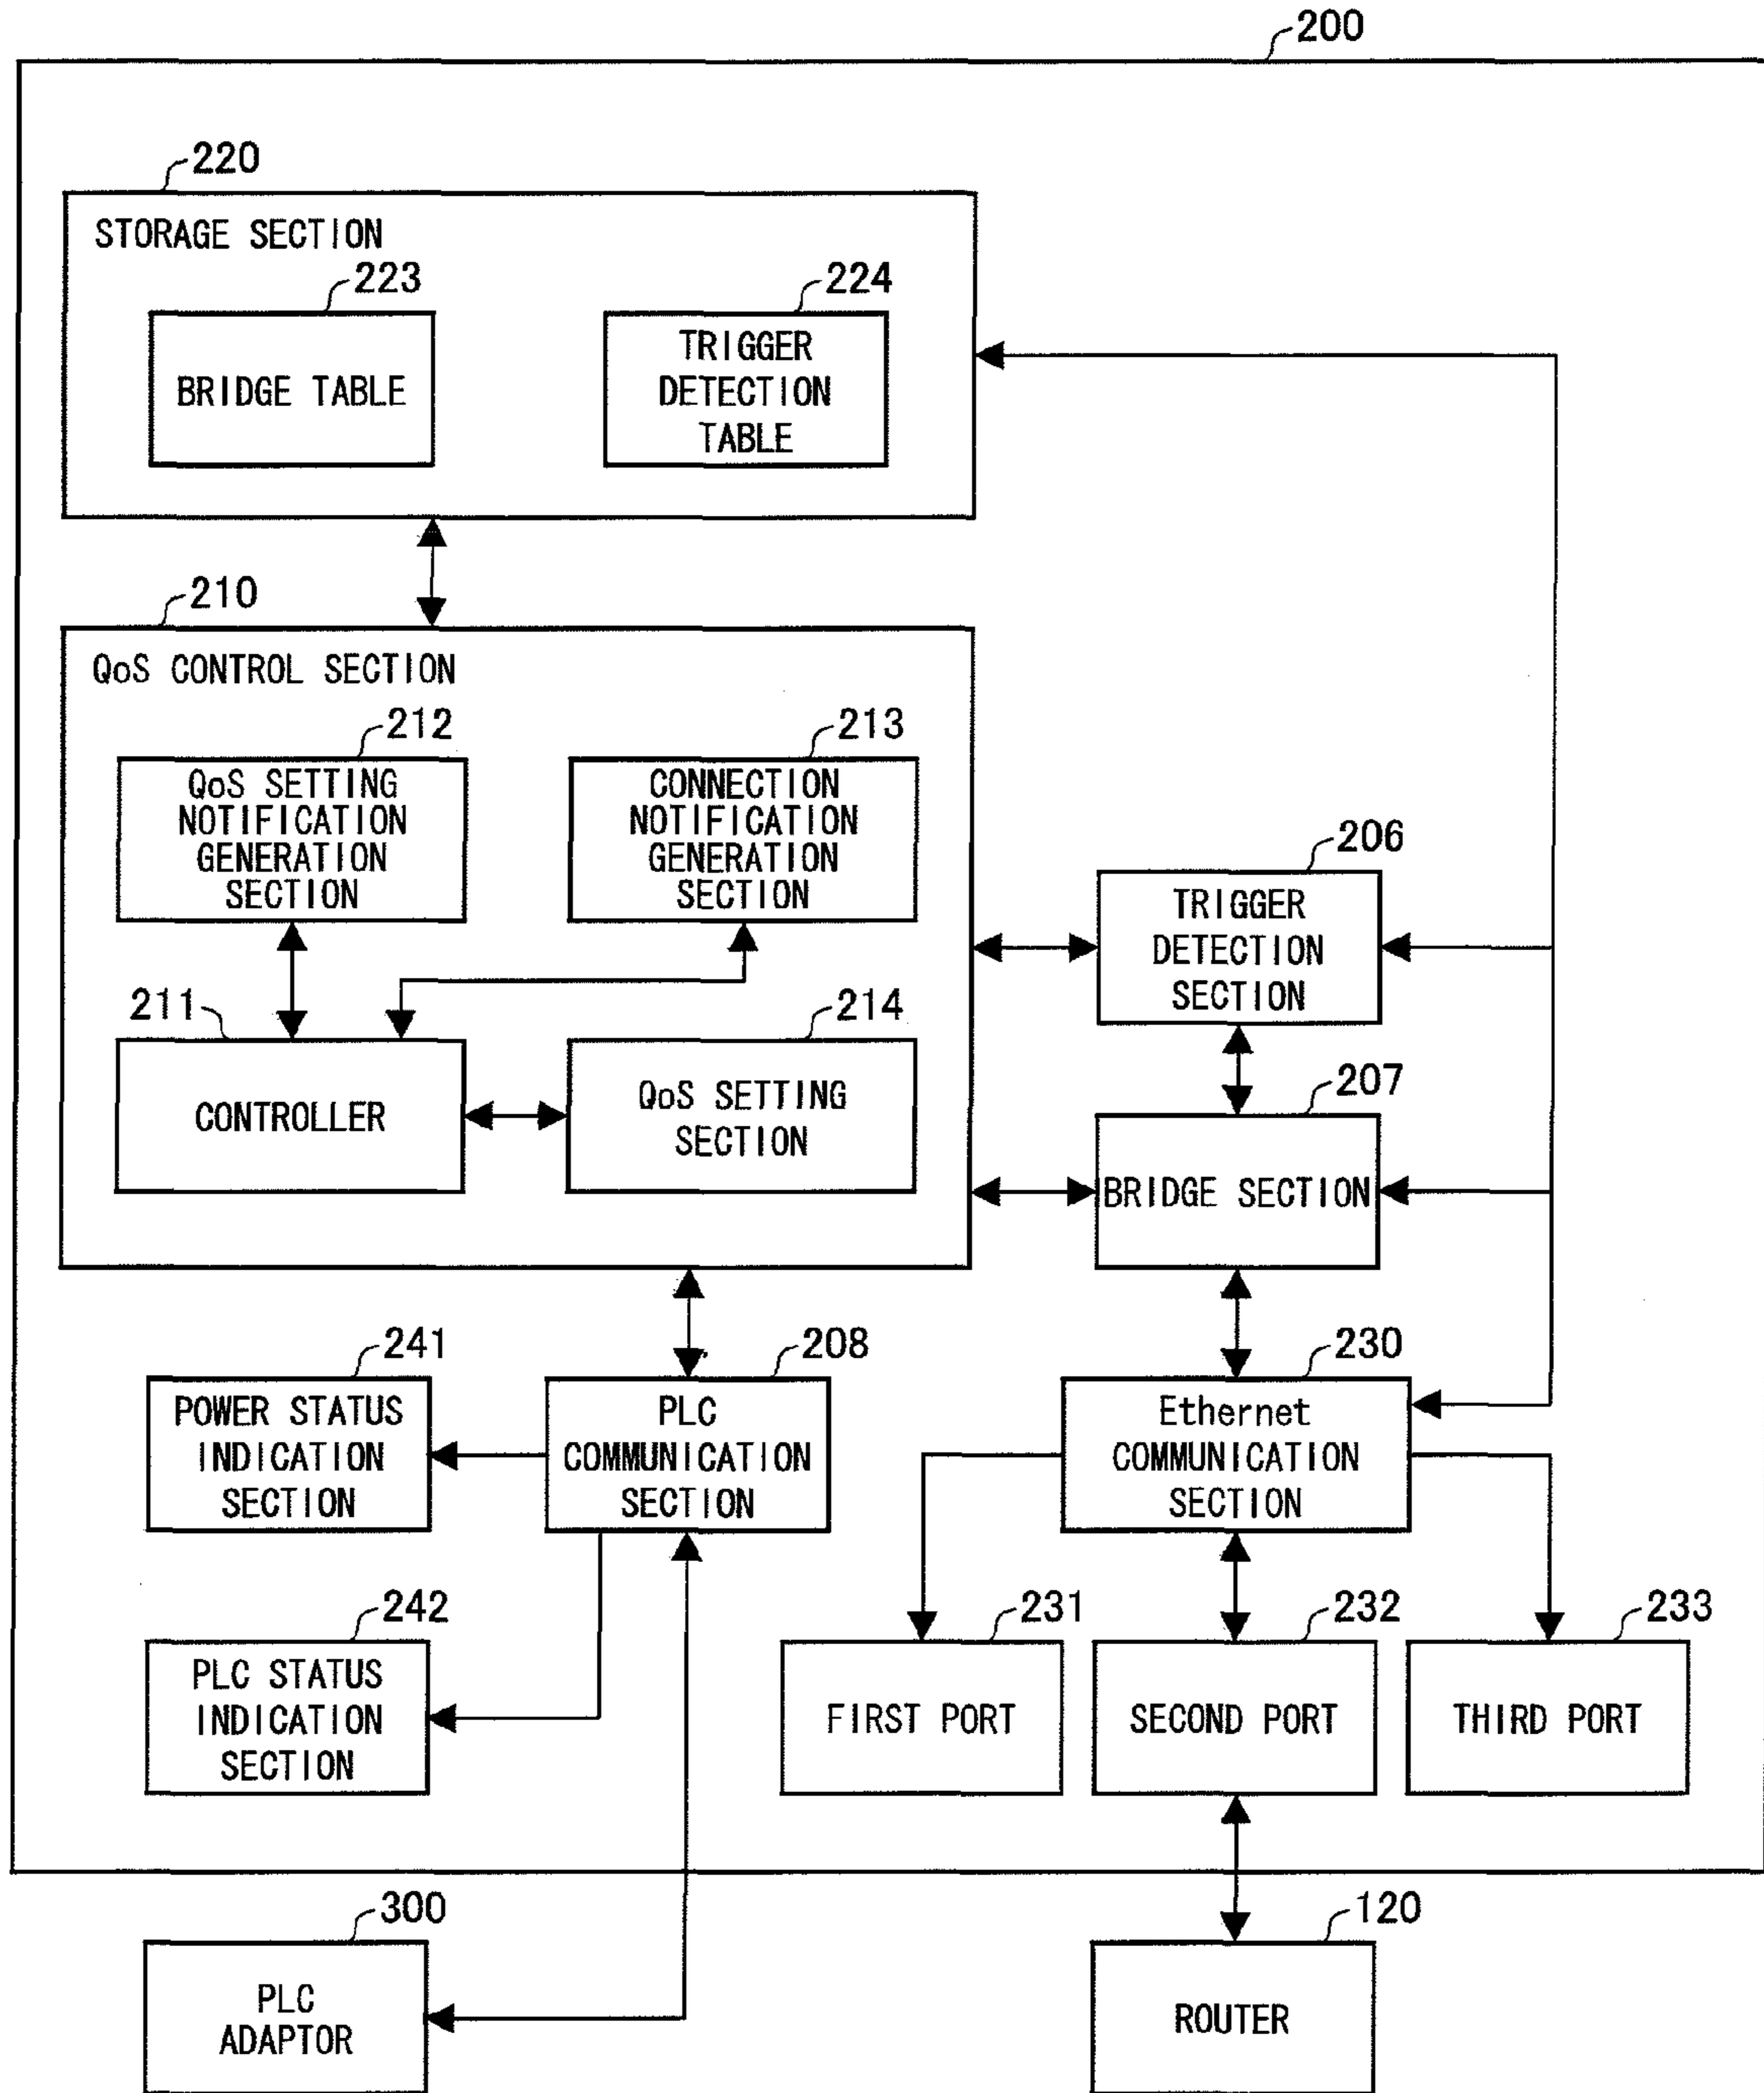 200
220
STORAGE SECTION
223
224
BRIDGE TABLE
TRIGGER
DETECTION
TABLE
210
QoS CONTROL SECTION
212
213
QoS SETTING
NOTIFICATION
GENERATION
SECTION
CONNECTION
NOTIFICATION
GENERATION
SECTION
206
TRIGGER
DETECTION
SECTION
211
214
CONTROLLER
QoS SETTING
SECTION
207
BRIDGE SECTION
241
208
230
POWER STATUS
INDICATION
SECTION
PLC
COMMUNICATION
SECTION
Ethernet
COMMUNICATION
SECTION
242
231
232
233
PLC STATUS
INDICATION
SECTION
FIRST PORT
SECOND PORT
THIRD PORT
300
120
PLC
ADAPTOR
ROUTER